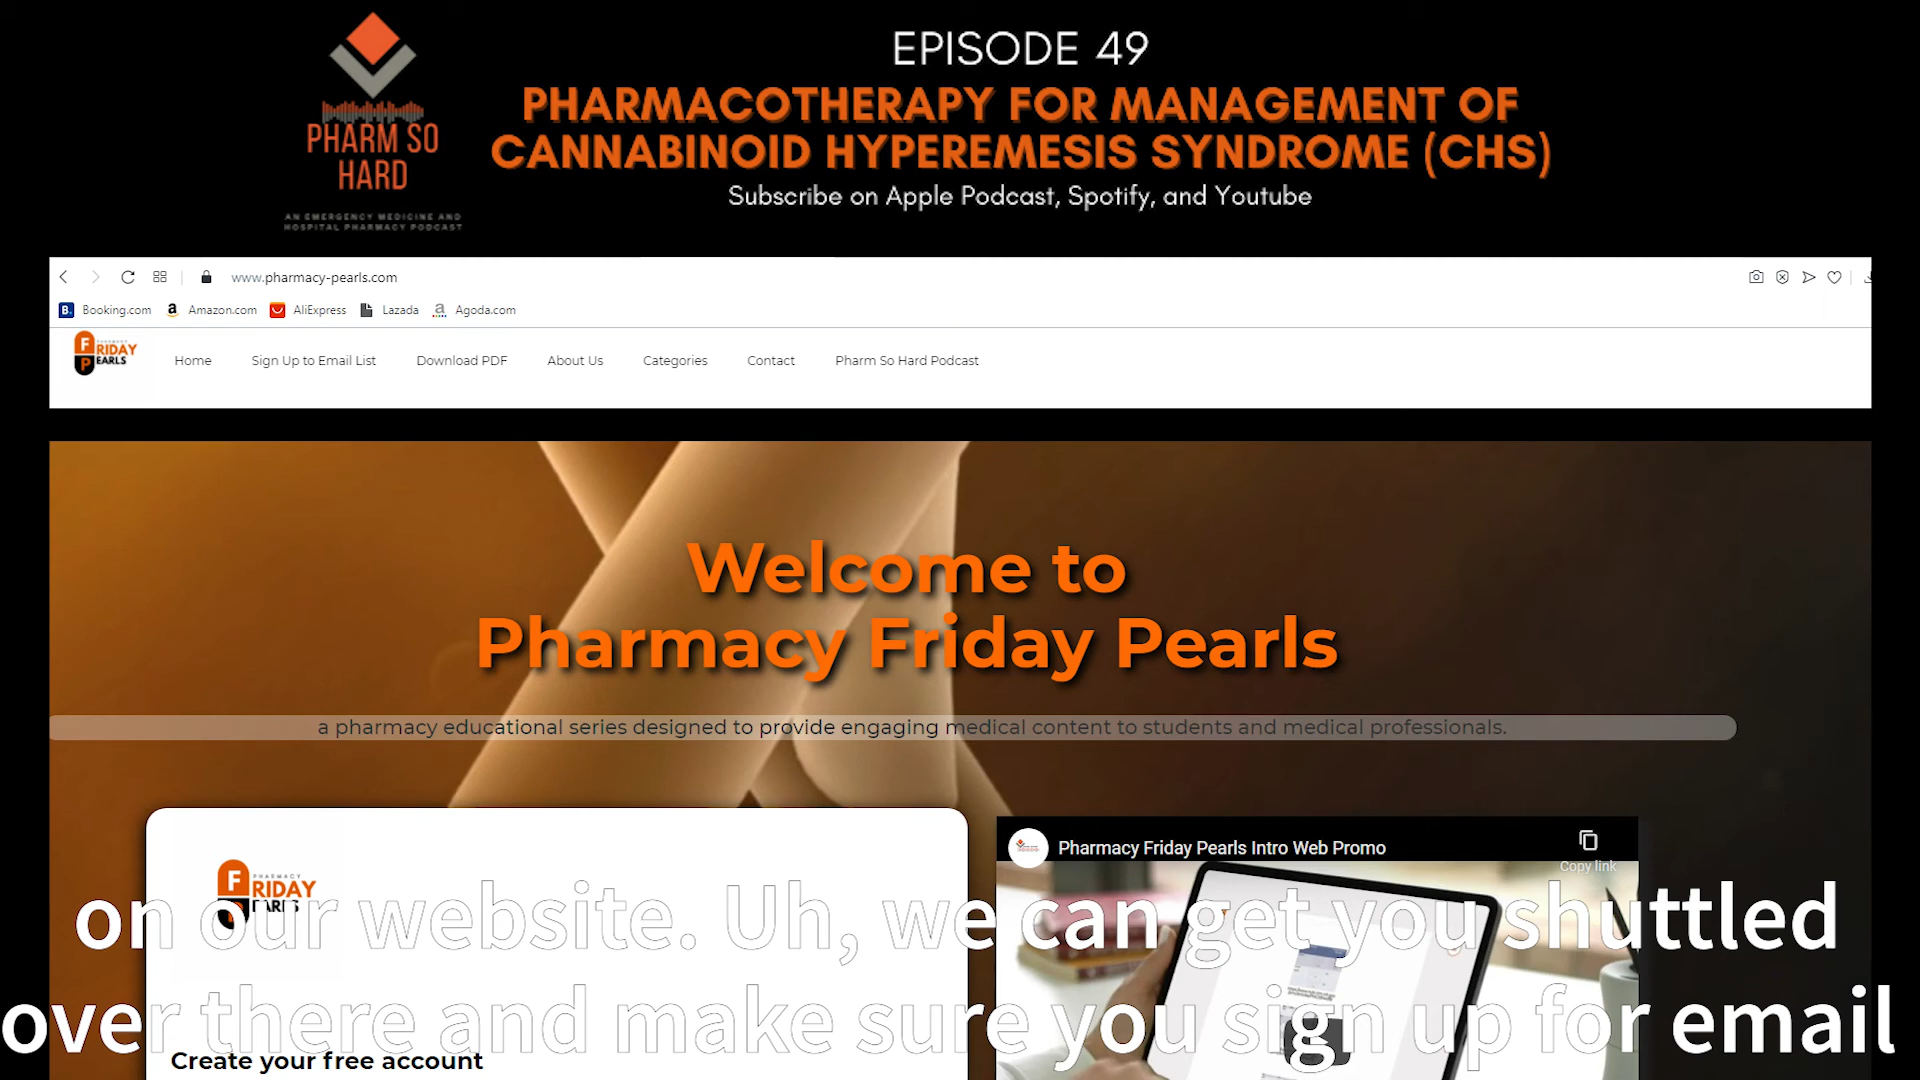 EPISODE 49
PHARMACOTHERAPY FOR MANAGEMENT OF
CANNABINOID HYPEREMESIS SYNDROME (CHS)
Subscribe on Apple Podcast, Spotify, and Youtube
PHARM SO
HARD
AN EMERGENCY MEDICINE AND
HOSPITAL PHARMACY PODCAST
www.pharmacy-pearls.com
B. Booking.com a Amazon.com AliExpress Lazada a Agoda.com
PHARMACY
FRIDAY
PEARLS
Home Sign Up to Email List Download PDF About Us Categories Contact Pharm So Hard Podcast
Welcome to
Pharmacy Friday Pearls
a pharmacy educational series designed to provide engaging medical content to students and medical professionals.
Pharmacy Friday Pearls Intro Web Promo
Copy link
PHARMACY
FRIDAY
PEARLS
on our website. Uh, we can get you shuttled
over there and make sure you sign up for email
Create your free account